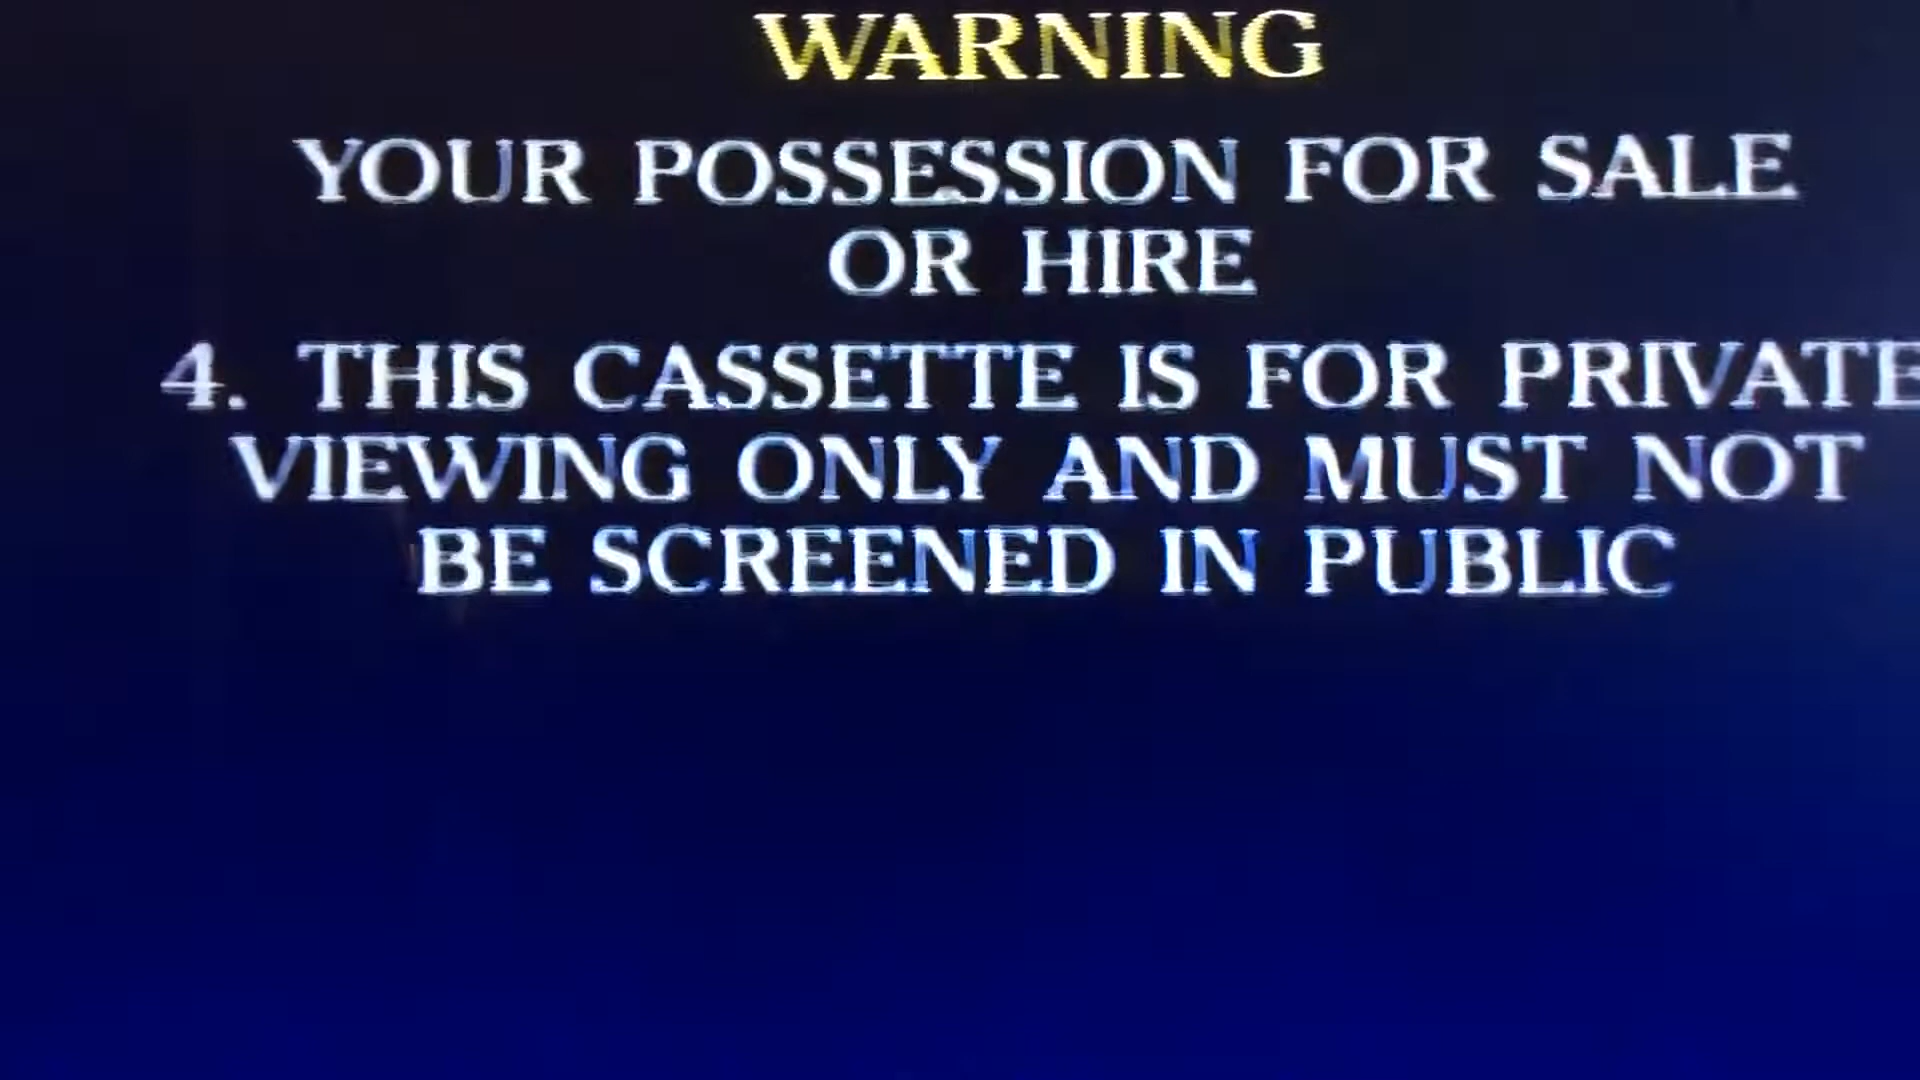 WARNING
YOUR POSSESSION FOR SALE
OR HIRE
4. THIS CASSETTE IS FOR PRIVATE
VIEWING ONLY AND MUST NOT
BE SCREENED IN PUBLIC